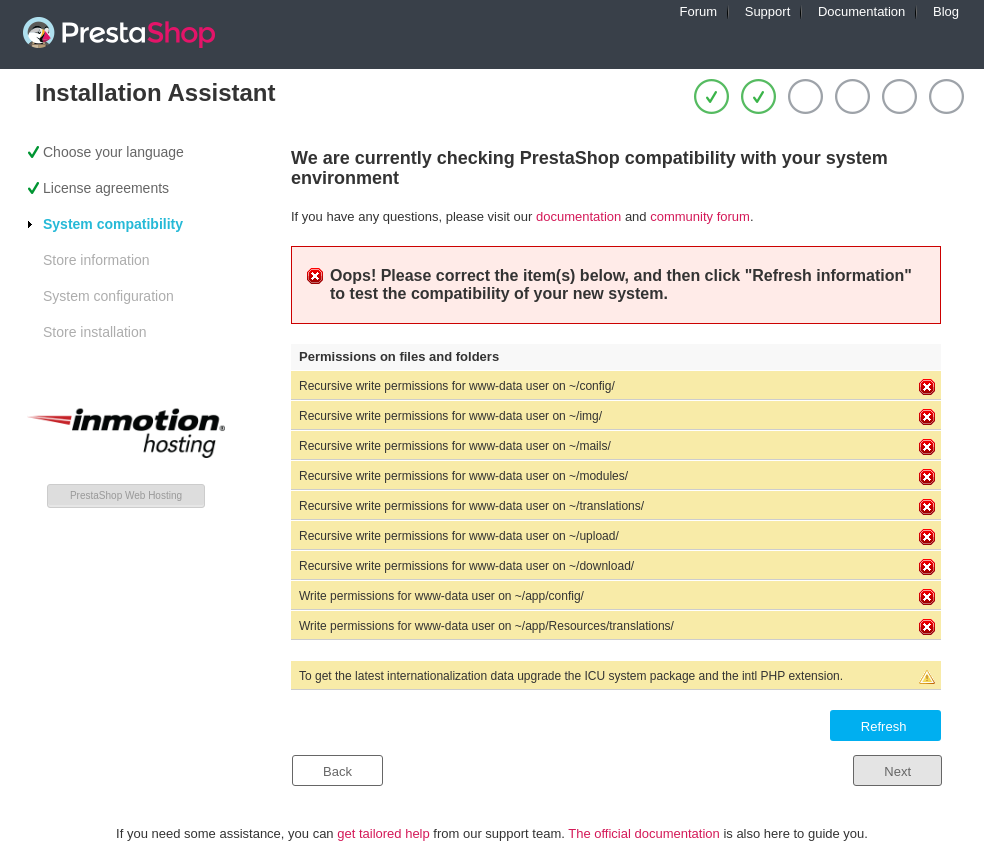 Forum
Support
Documentation
Blog
PrestaShop
Installation Assistant
Choose your language
License agreements
System compatibility
Store information
System configuration
Store installation
inmotion®
hosting
PrestaShop Web Hosting
We are currently checking PrestaShop compatibility with your system
environment
If you have any questions, please visit our documentation and community forum.
Oops! Please correct the item(s) below, and then click "Refresh information"
to test the compatibility of your new system.
Permissions on files and folders
Recursive write permissions for www-data user on ~/config/
Recursive write permissions for www-data user on ~/img/
Recursive write permissions for www-data user on ~/mails/
Recursive write permissions for www-data user on ~/modules/
Recursive write permissions for www-data user on ~/translations/
Recursive write permissions for www-data user on ~/upload/
Recursive write permissions for www-data user on ~/download/
Write permissions for www-data user on ~/app/config/
Write permissions for www-data user on ~/app/Resources/translations/
To get the latest internationalization data upgrade the ICU system package and the intl PHP extension.
Refresh
Back
Next
If you need some assistance, you can get tailored help from our support team. The official documentation is also here to guide you.